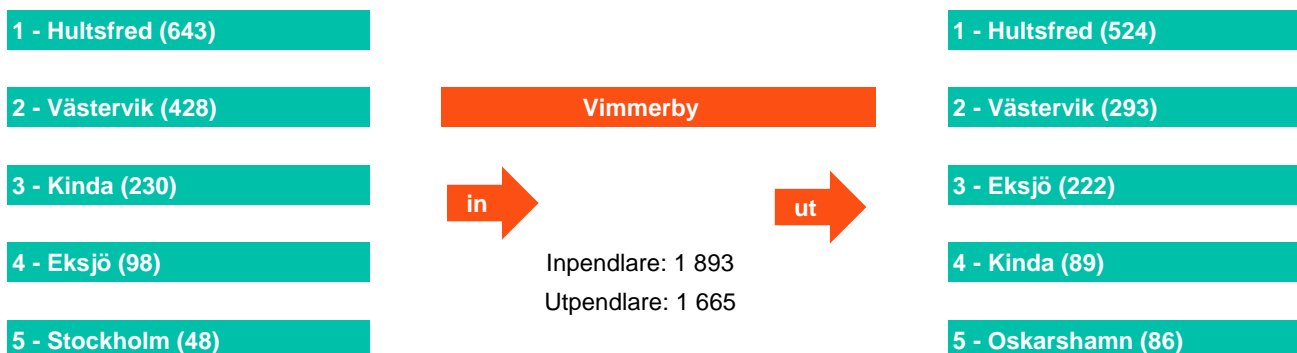 1 - Hultsfred (643)
2 - Västervik (428)
3 - Kinda (230)
4 - Eksjö (98)
5 - Stockholm (48)
Vimmerby
in
ut
Inpendlare: 1 893
Utpendlare: 1 665
1 - Hultsfred (524)
2 - Västervik (293)
3 - Eksjö (222)
4 - Kinda (89)
5 - Oskarshamn (86)